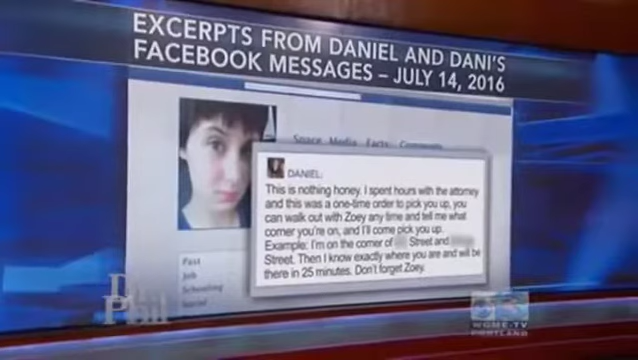 EXCERPTS FROM DANIEL AND DANI'S
FACEBOOK MESSAGES – JULY 14, 2016
Space Media Facts Comments
DANIEL:
This is nothing honey. I spent hours with the attorney
and this was a one-time order to pick you up, you
can walk out with Zoey any time and tell me what
corner you're on, and I'll come pick you up.
Example: I'm on the corner of Street and
Street. Then I know exactly where you are and will be
there in 25 minutes. Don't forget Zoey.
Past
Job
Schooling
Social
Dr.
Phil
WGME-TV
PORTLAND